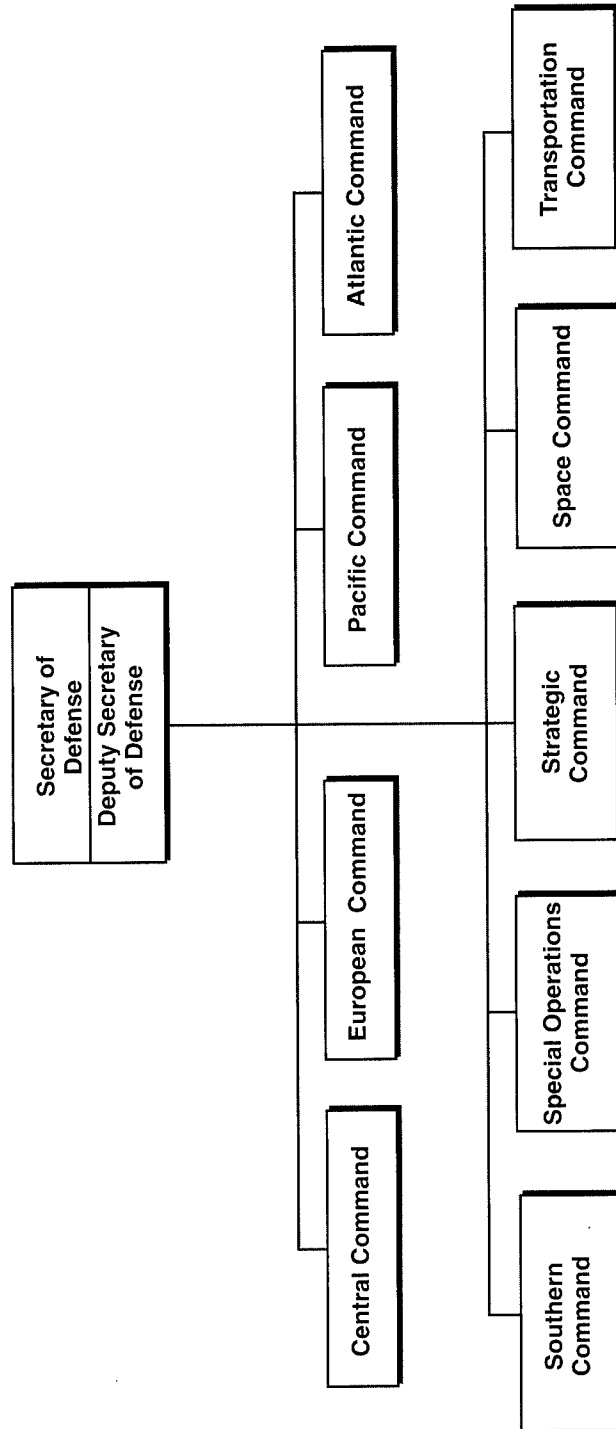 Secretary of
Defense
Deputy Secretary
of Defense
Central Command
European Command
Pacific Command
Atlantic Command
Southern
Command
Special Operations
Command
Strategic
Command
Space Command
Transportation
Command